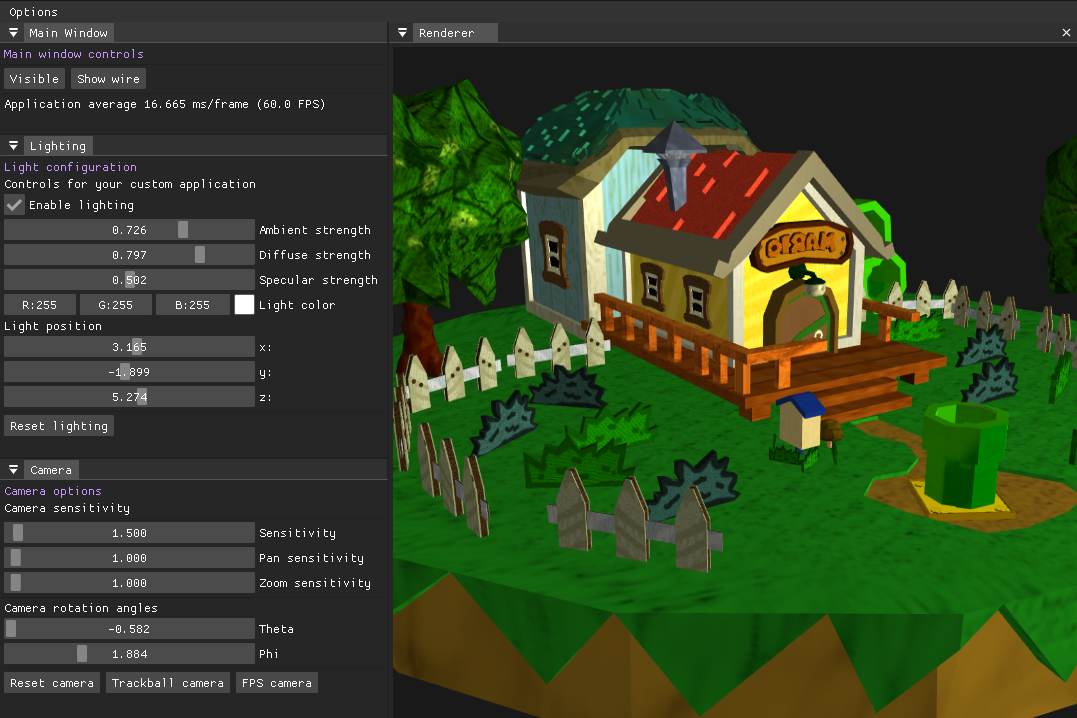 Options
Main Window
Main window controls
Visible Show wire
Application average 16.665 ms/frame (60.0 FPS)
Lighting
Light configuration
Controls for your custom application
Enable lighting
0.726 Ambient strength
0.797 Diffuse strength
0.502 Specular strength
R:255 G:255 B:255 Light color
Light position
3.165 x:
-1.899 y:
5.274 z:
Reset lighting
Camera
Camera options
Camera sensitivity
1.500 Sensitivity
1.000 Pan sensitivity
1.000 Zoom sensitivity
Camera rotation angles
-0.582 Theta
1.884 Phi
Reset camera Trackball camera FPS camera
Renderer
MARIO